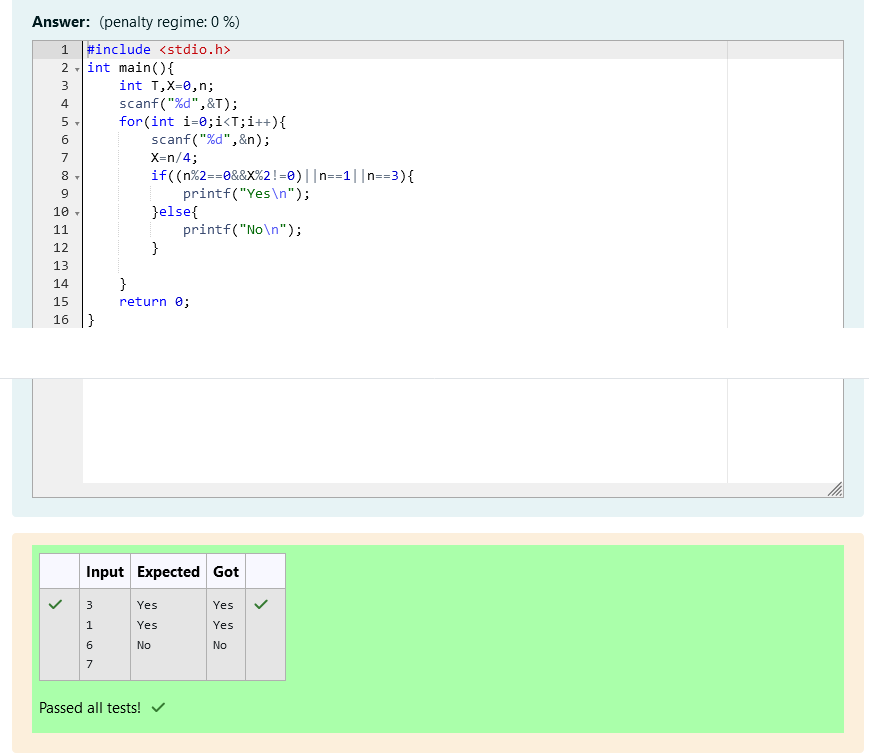 Answer: (penalty regime: 0 %)
1 #include <stdio.h>
2 int main(){
3     int T,X=0,n;
4     scanf("%d",&T);
5     for(int i=0;i<T;i++){
6         scanf("%d",&n);
7         X=n/4;
8         if((n%2==0&&X%2!=0)||n==1||n==3){
9             printf("Yes\n");
10         }else{
11             printf("No\n");
12         }
13
14     }
15     return 0;
16 }
Input Expected Got
3 Yes Yes
1 Yes Yes
6 No No
7
Passed all tests!